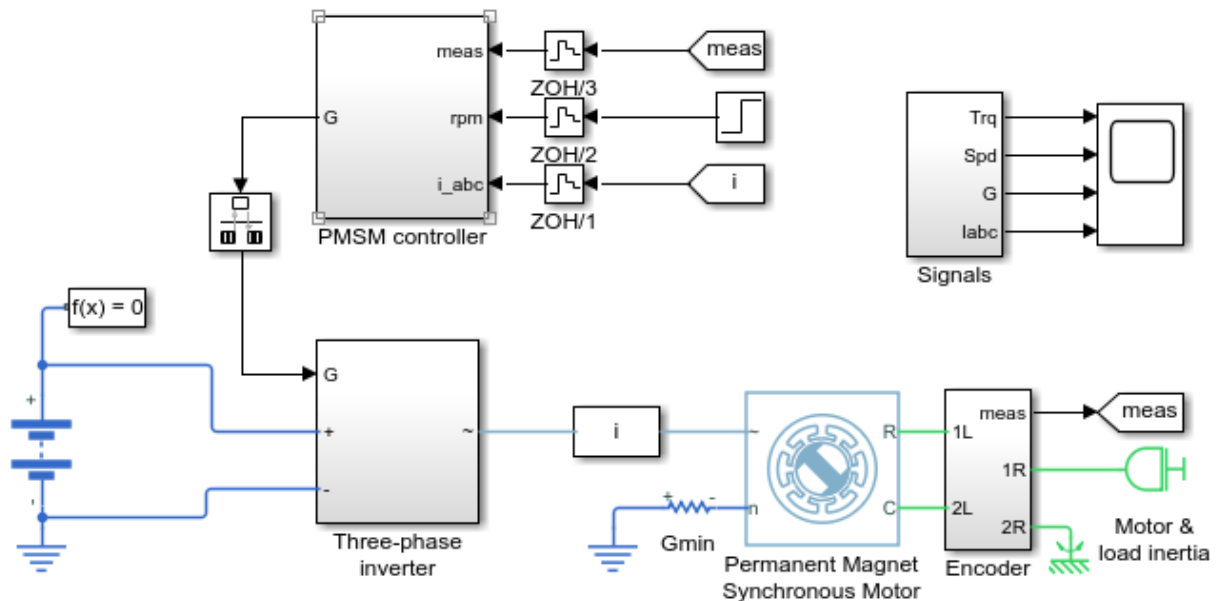 meas
ZOH/3
meas
rpm
ZOH/2
G
i_abc
ZOH/1
i
PMSM controller
Trq
Spd
G
Iabc
Signals
f(x) = 0
+
-
G
+
-
~
Three-phase
inverter
i
+
-
Gmin
~
n
R
C
Permanent Magnet
Synchronous Motor
meas
1L
1R
2L
2R
Encoder
meas
Motor &
load inertia